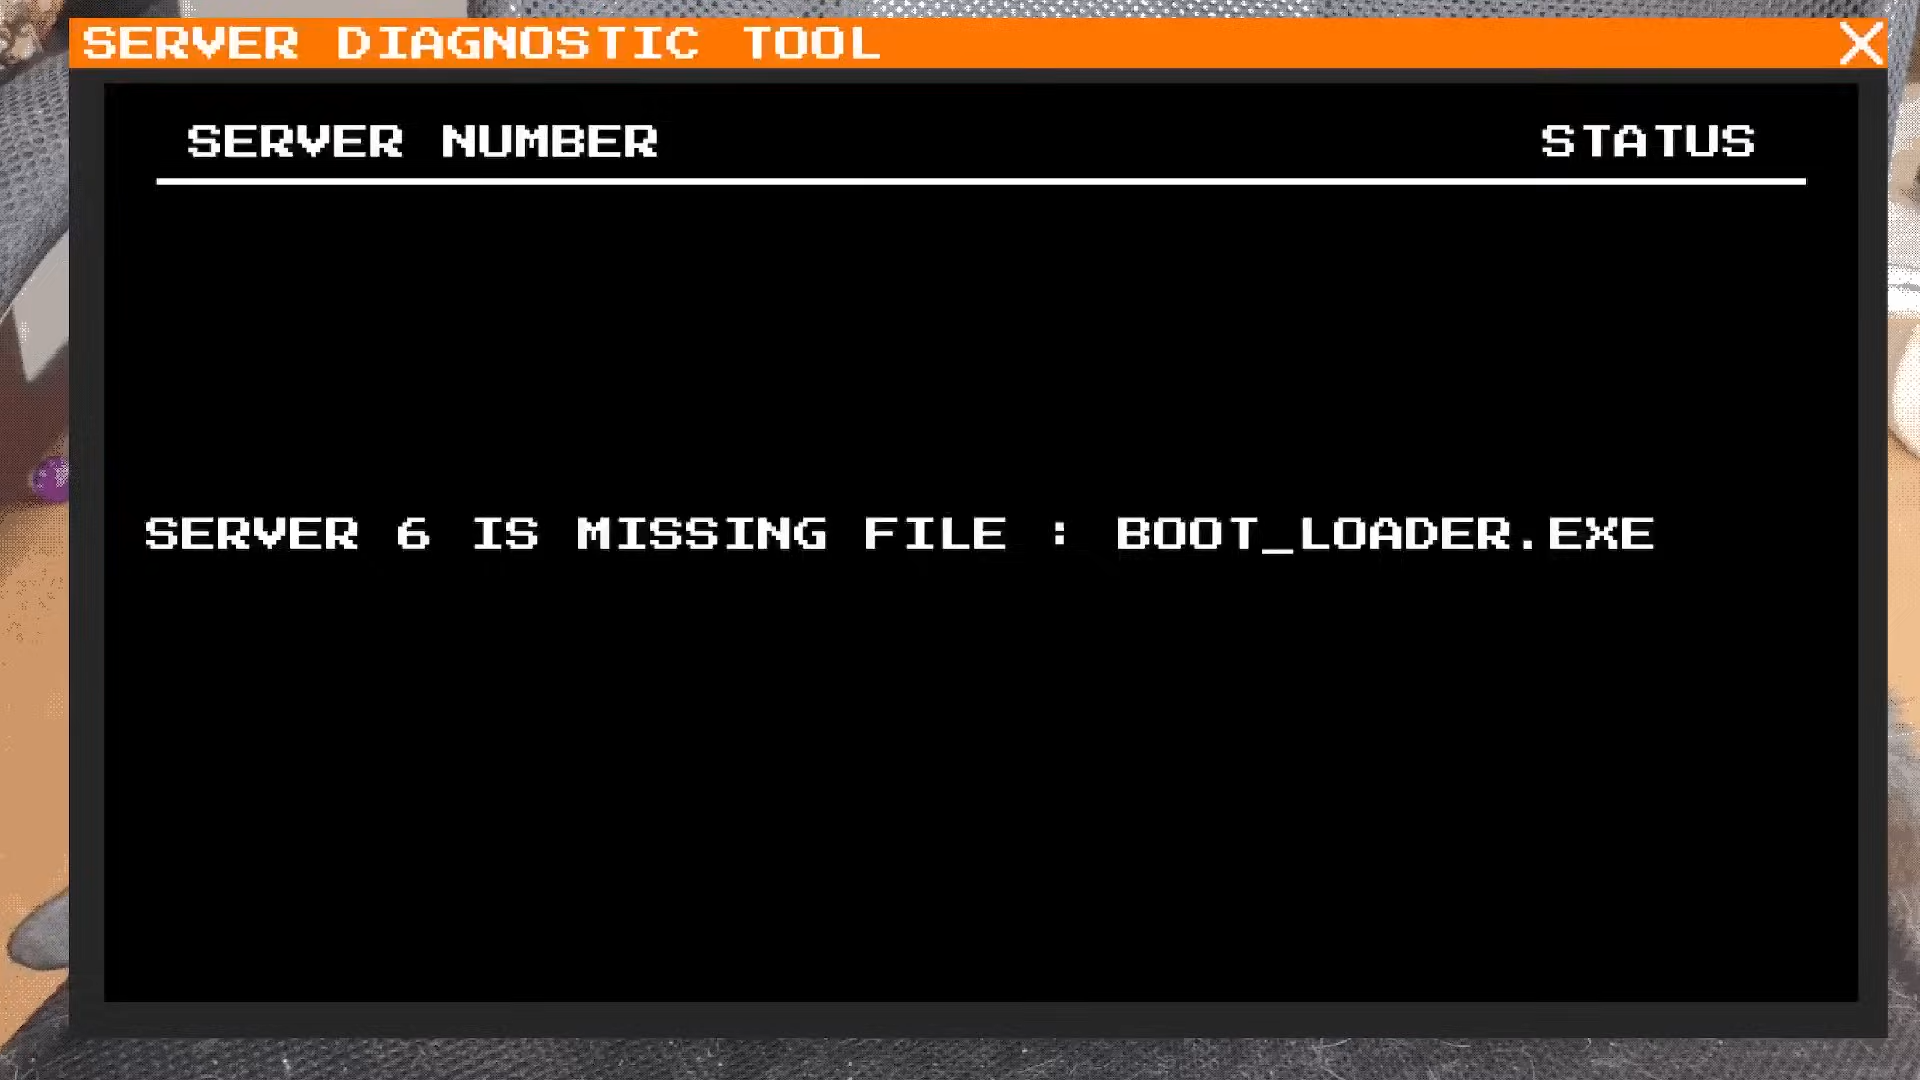 SERVER DIAGNOSTIC TOOL X
SERVER NUMBER STATUS
SERVER 6 IS MISSING FILE : BOOT_LOADER.EXE